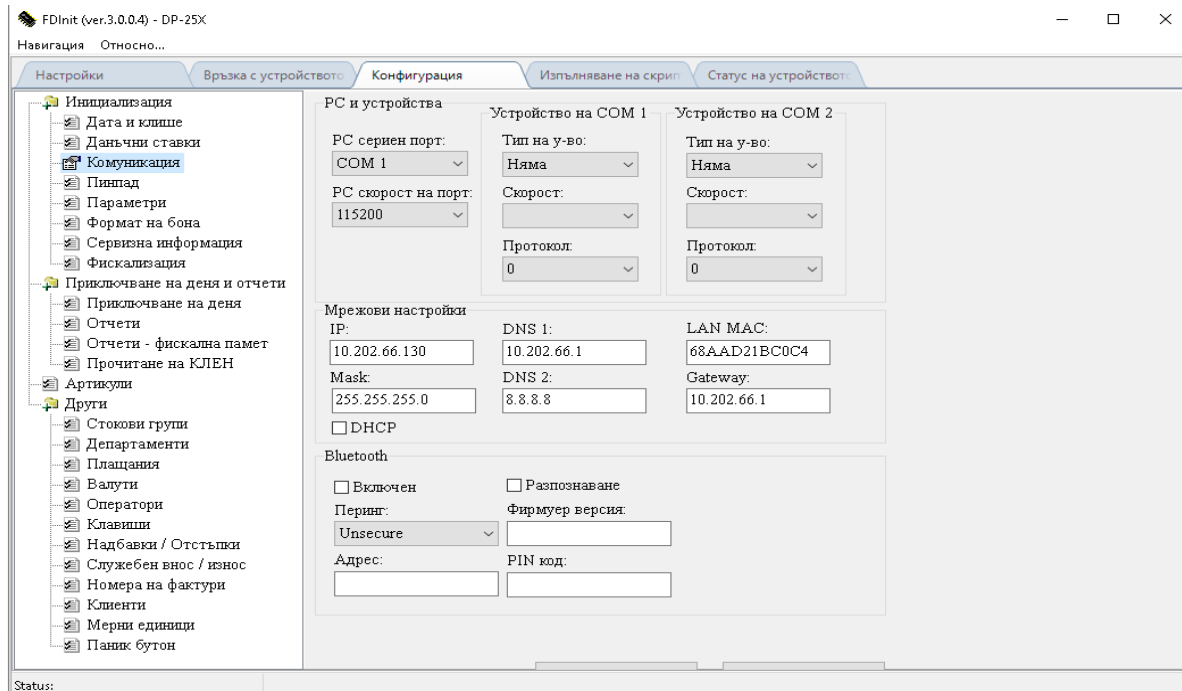 FDInit (ver.3.0.0.4) - DP-25X
Навигация Относно...
Настройки Връзка с устройството Конфигурация Изпълняване на скрип Статус на устройството
Инициализация
Дата и клише
Данъчни ставки
Комуникация
Пинпад
Параметри
Формат на бона
Сервизна информация
Фискализация
Приключване на деня и отчети
Приключване на деня
Отчети
Отчети - фискална памет
Прочитане на КЛЕН
Артикули
Други
Стокови групи
Департаменти
Плащания
Валути
Оператори
Клавиши
Надбавки / Отстъпки
Служебен внос / износ
Номера на фактури
Клиенти
Мерни единици
Паник бутон
PC и устройства
PC сериен порт:
COM 1
PC скорост на порт:
115200
Устройство на COM 1
Тип на у-во:
Няма
Скорост:
Протокол:
0
Устройство на COM 2
Тип на у-во:
Няма
Скорост:
Протокол:
0
Мрежови настройки
IP: DNS 1: LAN MAC:
10.202.66.130 10.202.66.1 68AAD21BC0C4
Mask: DNS 2: Gateway:
255.255.255.0 8.8.8.8 10.202.66.1
DHCP
Bluetooth
Включен Разпознаване
Перинг: Фирмуер версия:
Unsecure
Адрес: PIN код:
Status: